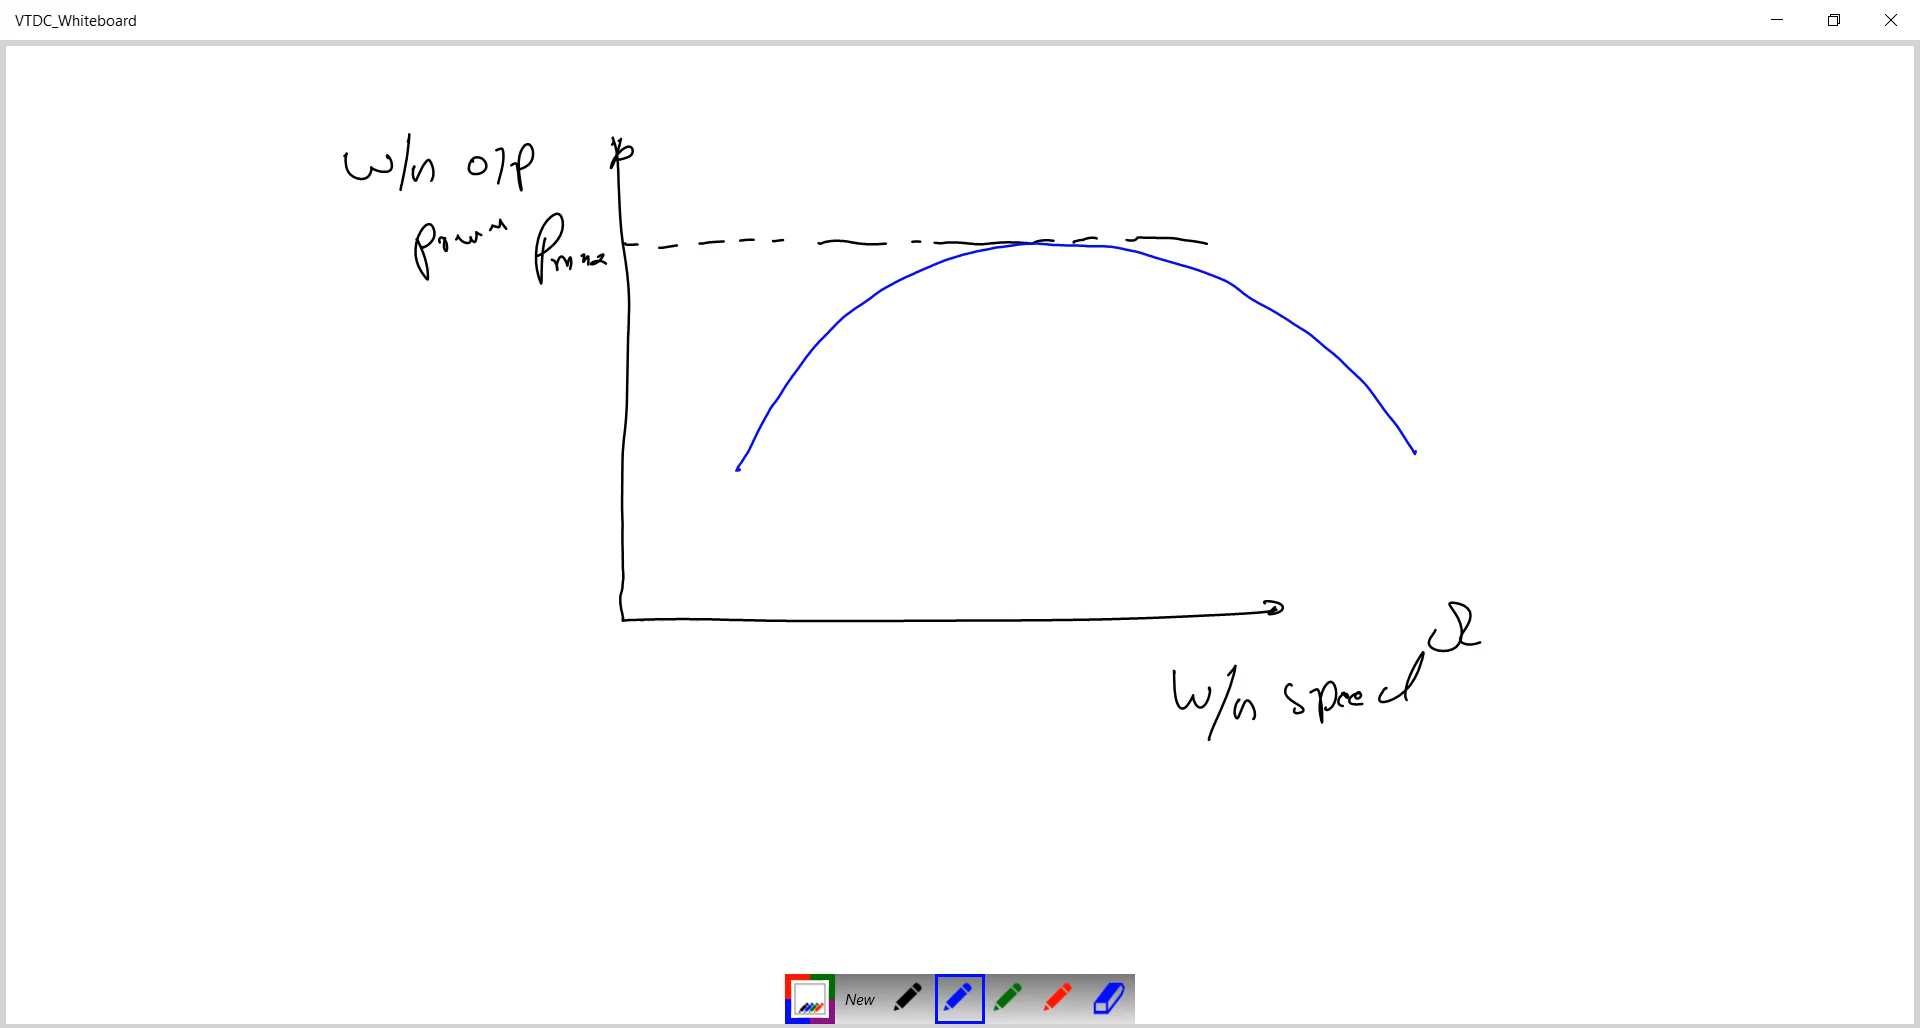 VTDC_Whiteboard
w/n o/p P
power Pmax
w/n speed Ω
New